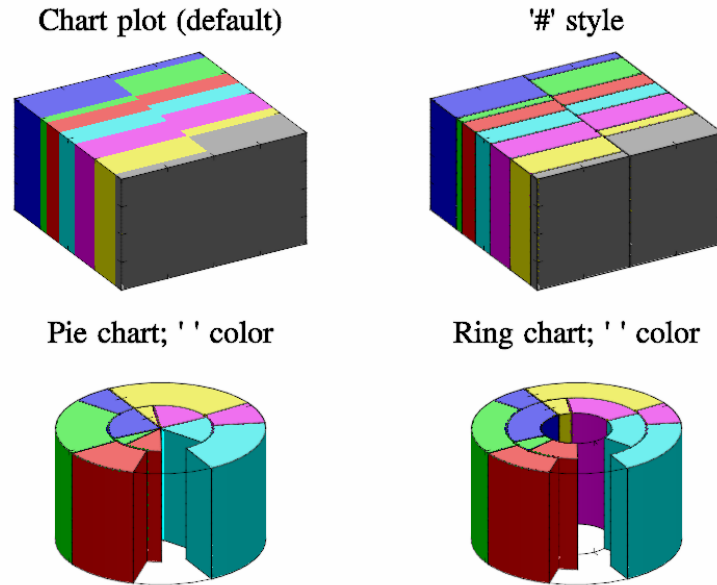 Chart plot (default)
'#' style
Pie chart; ' ' color
Ring chart; ' ' color